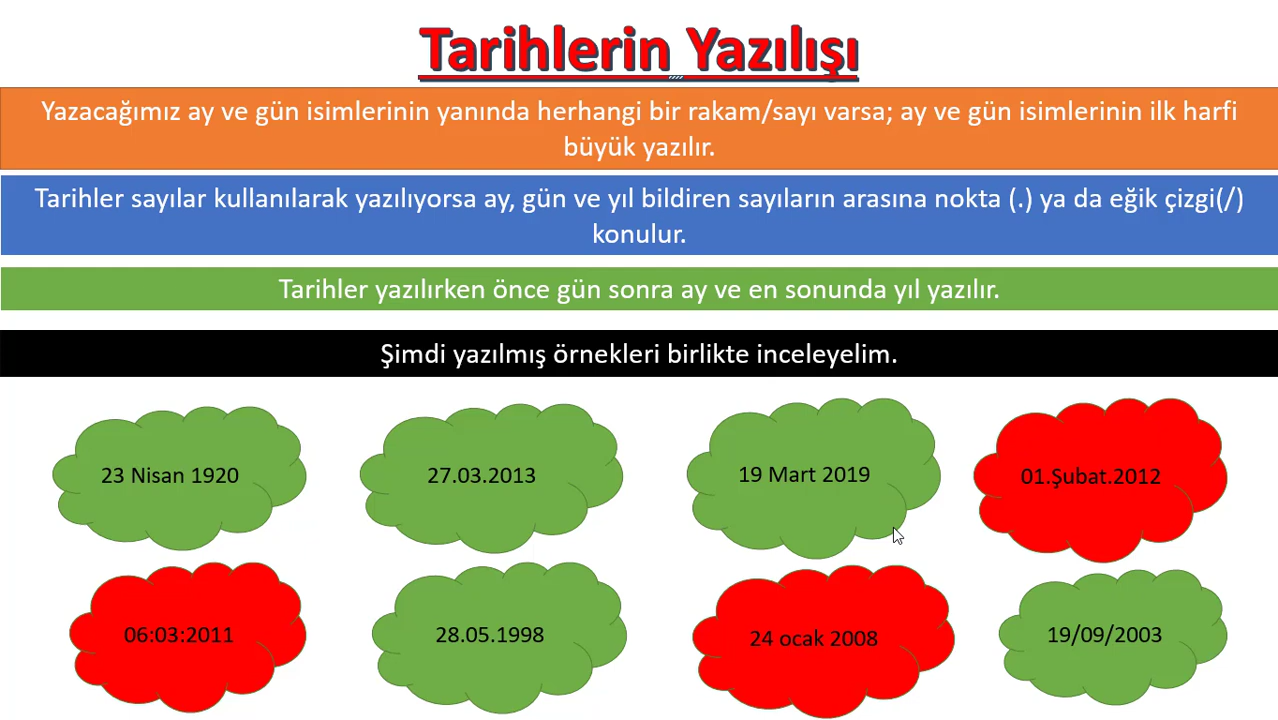 Tarihlerin Yazılışı
Yazacağımız ay ve gün isimlerinin yanında herhangi bir rakam/sayı varsa; ay ve gün isimlerinin ilk harfi
büyük yazılır.
Tarihler sayılar kullanılarak yazılıyorsa ay, gün ve yıl bildiren sayıların arasına nokta (.) ya da eğik çizgi(/)
konulur.
Tarihler yazılırken önce gün sonra ay ve en sonunda yıl yazılır.
Şimdi yazılmış örnekleri birlikte inceleyelim.
23 Nisan 1920
27.03.2013
19 Mart 2019
01.Şubat.2012
06:03:2011
28.05.1998
24 ocak 2008
19/09/2003